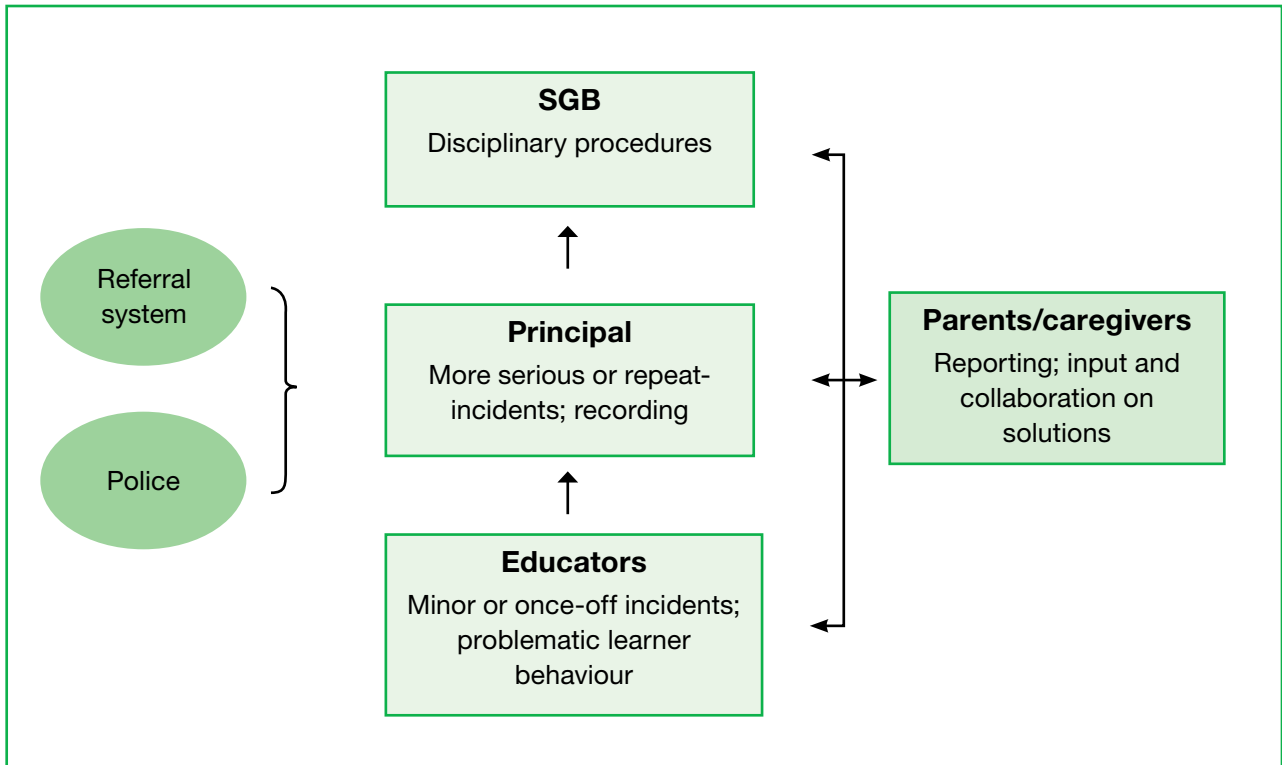 SGB
Disciplinary procedures
Referral
system
Police
Principal
More serious or repeat-
incidents; recording
Parents/caregivers
Reporting; input and
collaboration on
solutions
Educators
Minor or once-off incidents;
problematic learner
behaviour